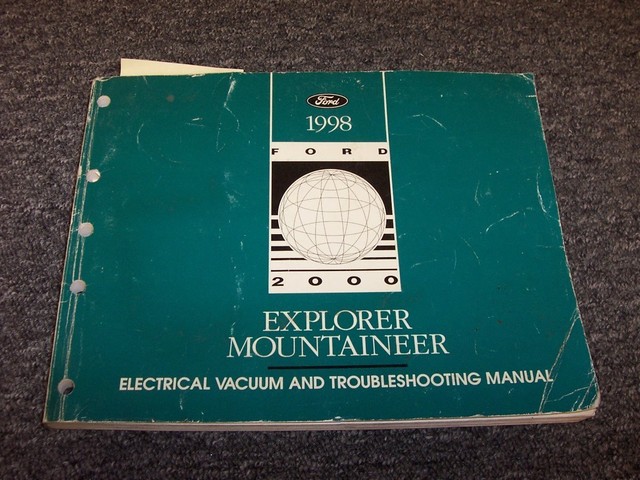 Ford
1998
FORD
2000
EXPLORER
MOUNTAINEER
ELECTRICAL VACUUM AND TROUBLESHOOTING MANUAL